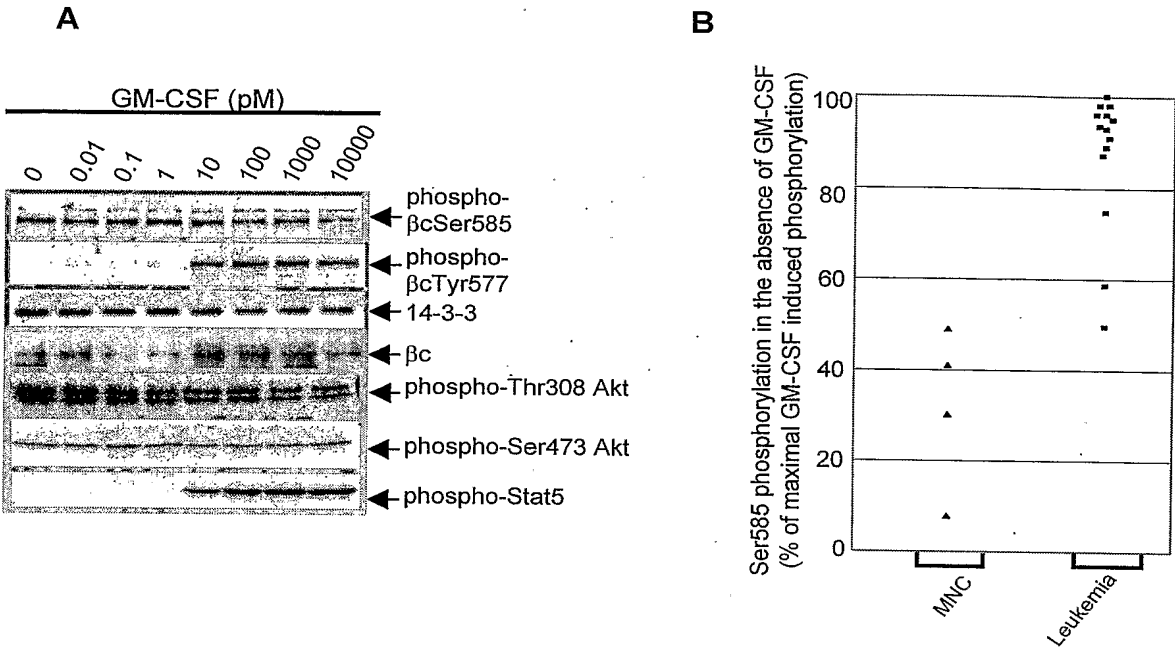 A
GM-CSF (pM)
0 0.01 0.1 1 10 100 1000 10000
phospho-
βcSer585
phospho-
βcTyr577
14-3-3
βc
phospho-Thr308 Akt
phospho-Ser473 Akt
phospho-Stat5
B
Ser585 phosphorylation in the absence of GM-CSF
(% of maximal GM-CSF induced phosphorylation)
100
80
60
40
20
0
MNC
Leukemia